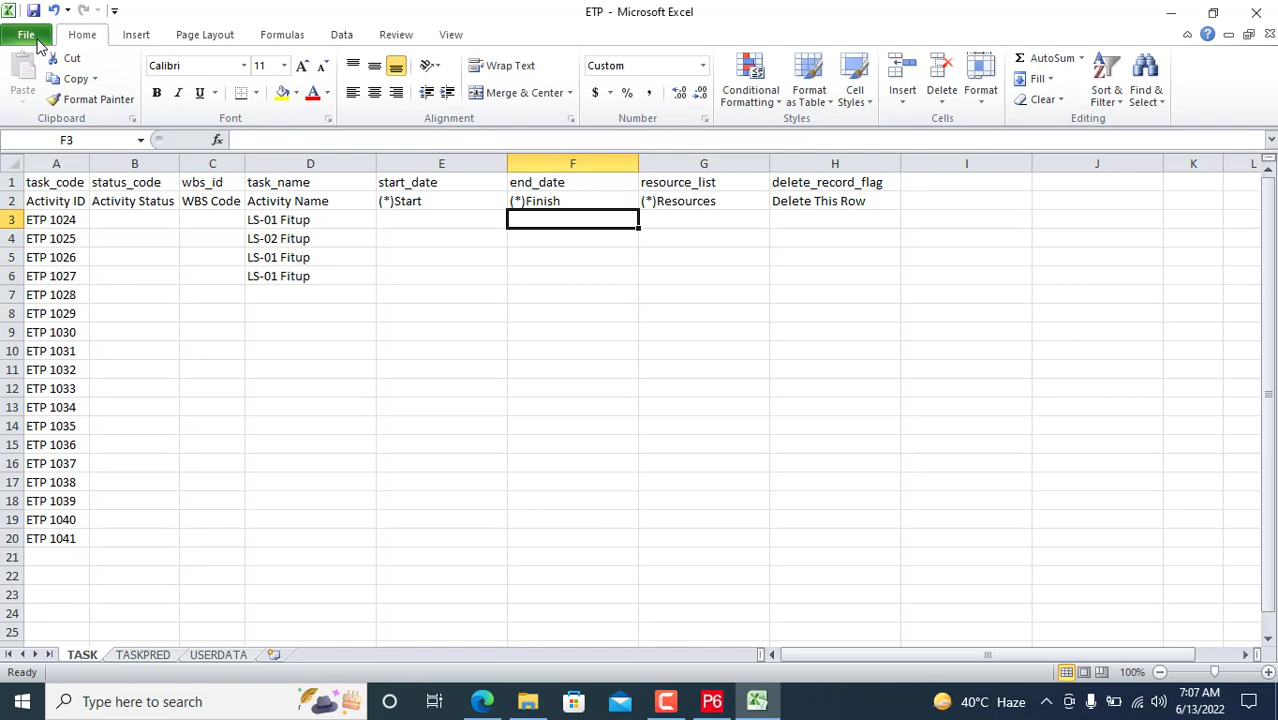 ETP - Microsoft Excel
File Home Insert Page Layout Formulas Data Review View
Paste Cut Copy Format Painter Clipboard
Calibri 11 A A B I U A Font
Wrap Text Merge & Center Alignment
Custom $ % , .0 .00 .00 .0 Number
Conditional Formatting Format as Table Cell Styles Styles
Insert Delete Format Cells
Σ AutoSum Fill Clear Sort & Filter Find & Select Editing
F3 fx
A B C D E F G H I J K L
1 task_code status_code wbs_id task_name start_date end_date resource_list delete_record_flag
2 Activity ID Activity Status WBS Code Activity Name (*)Start (*)Finish (*)Resources Delete This Row
3 ETP 1024 LS-01 Fitup
4 ETP 1025 LS-02 Fitup
5 ETP 1026 LS-01 Fitup
6 ETP 1027 LS-01 Fitup
7 ETP 1028
8 ETP 1029
9 ETP 1030
10 ETP 1031
11 ETP 1032
12 ETP 1033
13 ETP 1034
14 ETP 1035
15 ETP 1036
16 ETP 1037
17 ETP 1038
18 ETP 1039
19 ETP 1040
20 ETP 1041
21
22
23
24
25
TASK TASKPRED USERDATA
Ready 100%
Type here to search P6 40°C Haze 7:07 AM
6/13/2022